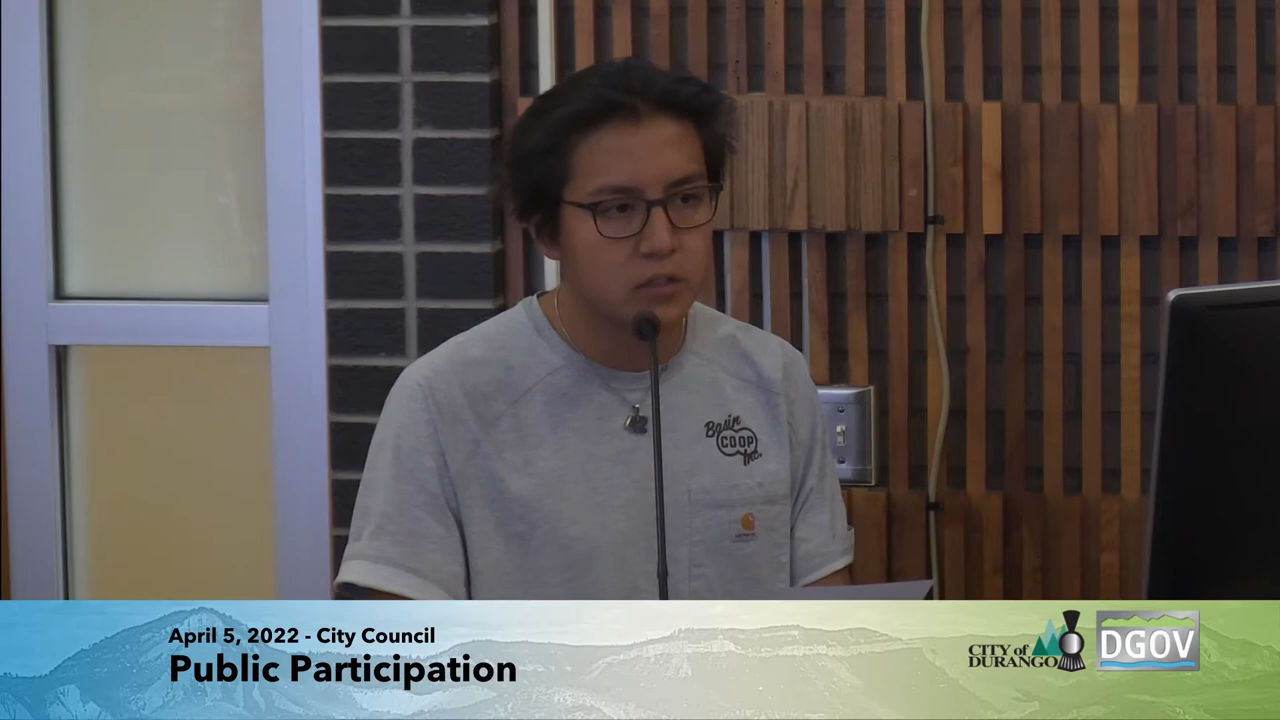 Basin
COOP
Inc.
April 5, 2022 - City Council
Public Participation
CITY of
DURANGO
DGOV